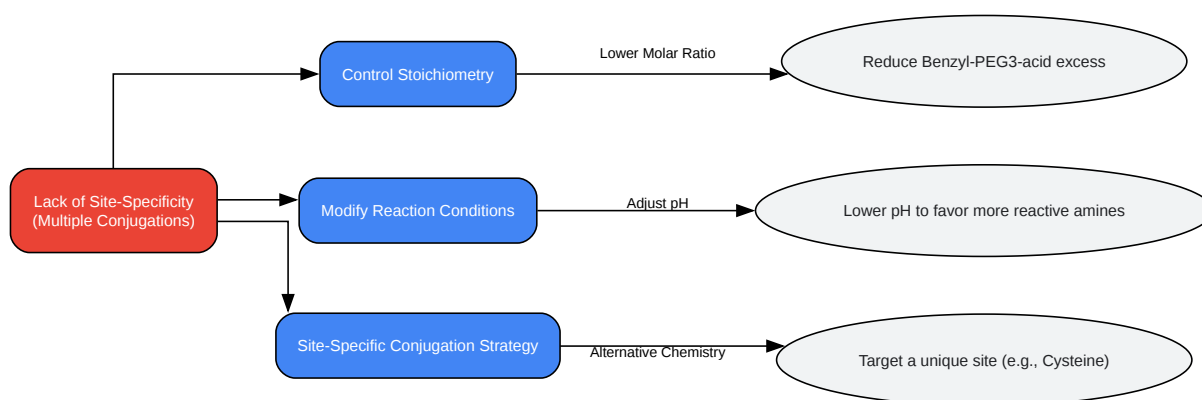 Control Stoichiometry
Lower Molar Ratio
Reduce Benzyl-PEG3-acid excess
Lack of Site-Specificity
(Multiple Conjugations)
Modify Reaction Conditions
Adjust pH
Lower pH to favor more reactive amines
Site-Specific Conjugation Strategy
Alternative Chemistry
Target a unique site (e.g., Cysteine)